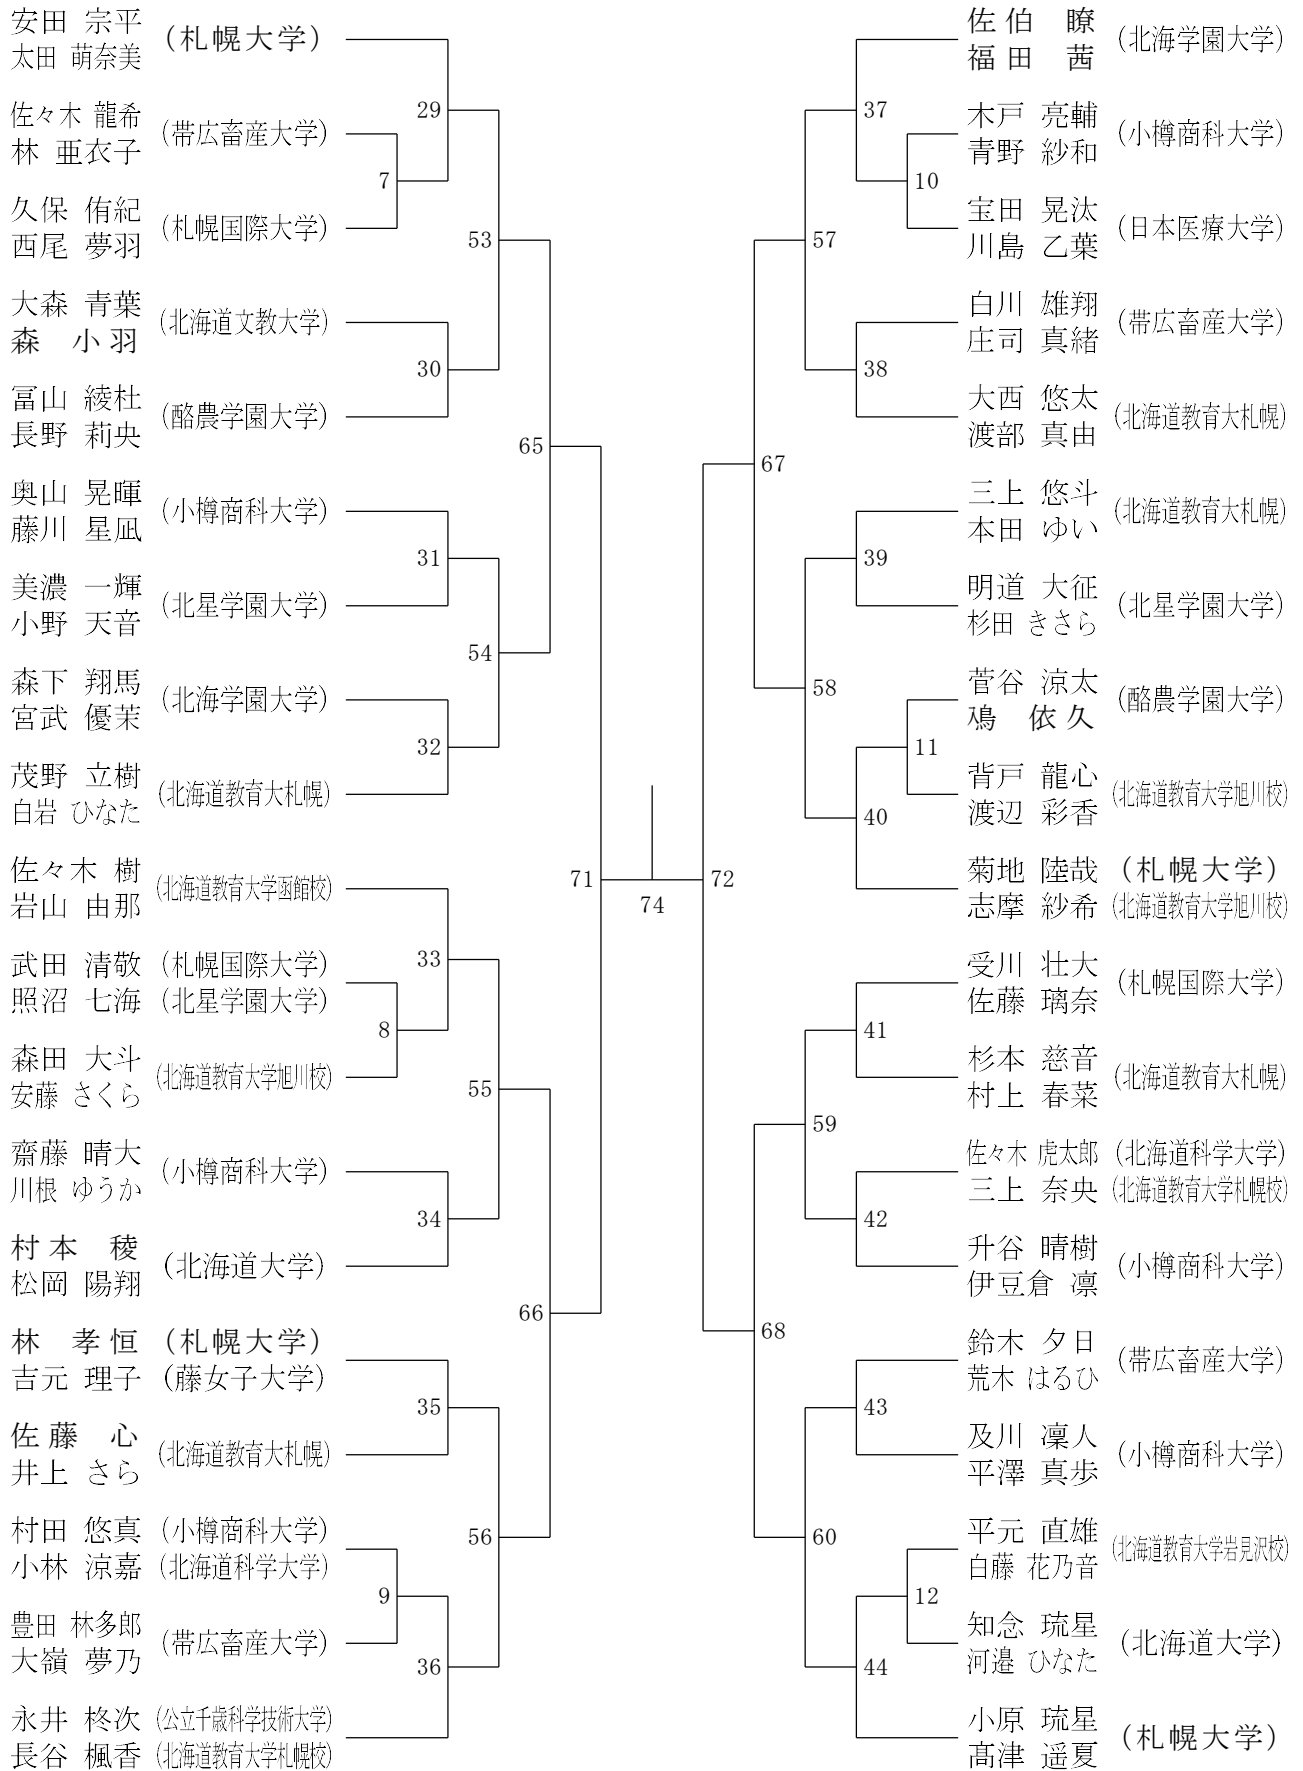 安田 宗平 (札幌大学)
太田 萌奈美
佐々木 龍希 (帯広畜産大学)
林 亜衣子
久保 侑紀 (札幌国際大学)
西尾 夢羽
大森 青葉 (北海道文教大学)
森 小羽
冨山 綾杜 (酪農学園大学)
長野 莉央
奥山 晃暉 (小樽商科大学)
藤川 星凪
美濃 一輝 (北星学園大学)
小野 天音
森下 翔馬 (北海学園大学)
宮武 優茉
茂野 立樹 (北海道教育大札幌)
白岩 ひなた
佐々木 樹 (北海道教育大学函館校)
岩山 由那
武田 清敬 (札幌国際大学)
照沼 七海 (北星学園大学)
森田 大斗 (北海道教育大学旭川校)
安藤 さくら
齋藤 晴大 (小樽商科大学)
川根 ゆうか
村本 稜 (北海道大学)
松岡 陽翔
林 孝恒 (札幌大学)
吉元 理子 (藤女子大学)
佐藤 心 (北海道教育大札幌)
井上 さら
村田 悠真 (小樽商科大学)
小林 涼嘉 (北海道科学大学)
豊田 林多郎 (帯広畜産大学)
大嶺 夢乃
永井 柊次 (公立千歳科学技術大学)
長谷 楓香 (北海道教育大学札幌校)
7
8
9
29
30
31
32
33
34
35
36
53
54
55
56
65
66
71
74
72
67
68
57
58
59
60
37
38
39
40
41
42
43
44
10
11
12
佐伯 瞭 (北海学園大学)
福田 茜
木戸 亮輔 (小樽商科大学)
青野 紗和
宝田 晃汰 (日本医療大学)
川島 乙葉
白川 雄翔 (帯広畜産大学)
庄司 真緒
大西 悠太 (北海道教育大札幌)
渡部 真由
三上 悠斗 (北海道教育大札幌)
本田 ゆい
明道 大征 (北星学園大学)
杉田 きさら
菅谷 涼太 (酪農学園大学)
嶋 依久
背戸 龍心 (北海道教育大学旭川校)
渡辺 彩香
菊地 陸哉 (札幌大学)
志摩 紗希 (北海道教育大学旭川校)
受川 壮大 (札幌国際大学)
佐藤 璃奈
杉本 慈音 (北海道教育大札幌)
村上 春菜
佐々木 虎太郎 (北海道科学大学)
三上 奈央 (北海道教育大学札幌校)
升谷 晴樹 (小樽商科大学)
伊豆倉 凛
鈴木 夕日 (帯広畜産大学)
荒木 はるひ
及川 凜人 (小樽商科大学)
平澤 真歩
平元 直雄 (北海道教育大学岩見沢校)
白藤 花乃音
知念 琉星 (北海道大学)
河邉 ひなた
小原 琉星 (札幌大学)
髙津 遥夏